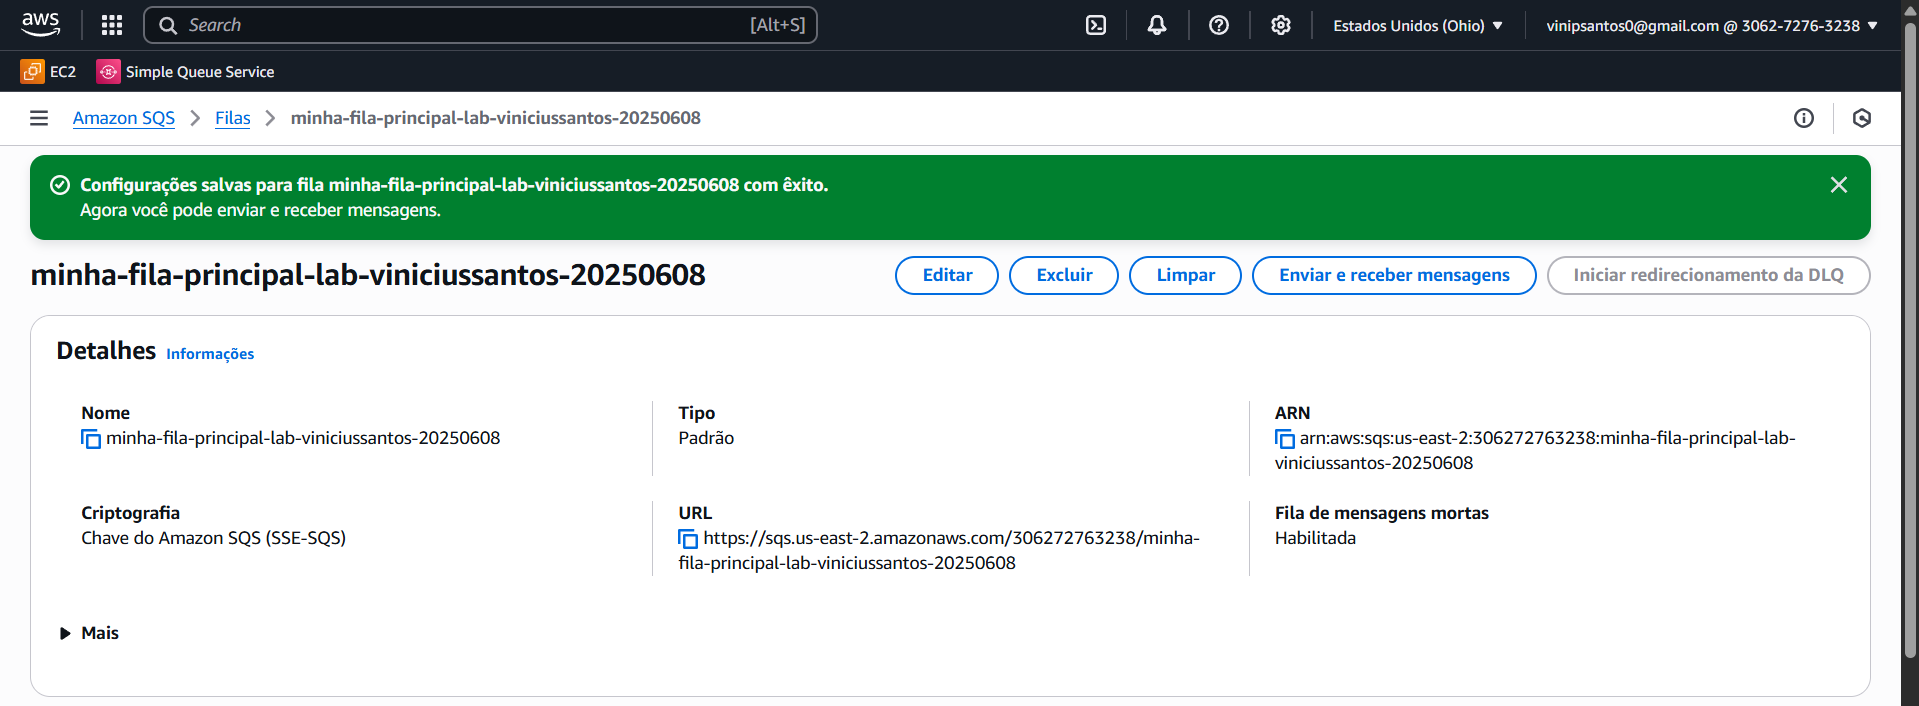 aws
Search [Alt+S]
Estados Unidos (Ohio)
vinipsantos0@gmail.com @ 3062-7276-3238
EC2
Simple Queue Service
Amazon SQS
Filas
minha-fila-principal-lab-viniciussantos-20250608
Configurações salvas para fila minha-fila-principal-lab-viniciussantos-20250608 com êxito.
Agora você pode enviar e receber mensagens.
minha-fila-principal-lab-viniciussantos-20250608
Editar
Excluir
Limpar
Enviar e receber mensagens
Iniciar redirecionamento da DLQ
Detalhes Informações
Nome
minha-fila-principal-lab-viniciussantos-20250608
Tipo
Padrão
ARN
arn:aws:sqs:us-east-2:306272763238:minha-fila-principal-lab-
viniciussantos-20250608
Criptografia
Chave do Amazon SQS (SSE-SQS)
URL
https://sqs.us-east-2.amazonaws.com/306272763238/minha-
fila-principal-lab-viniciussantos-20250608
Fila de mensagens mortas
Habilitada
Mais